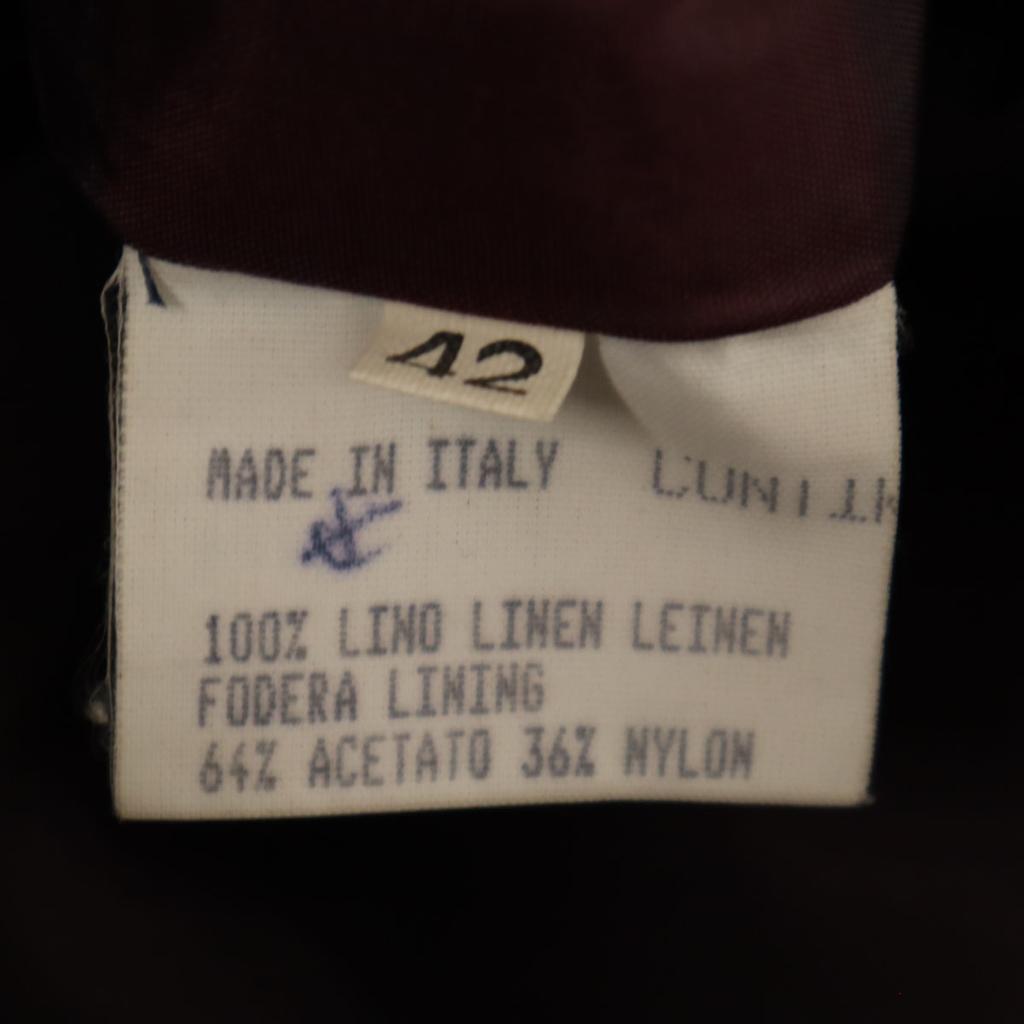 42
MADE IN ITALY
100% LINO LINEN LEINEN
FODERA LINING
64% ACETATO 36% NYLON